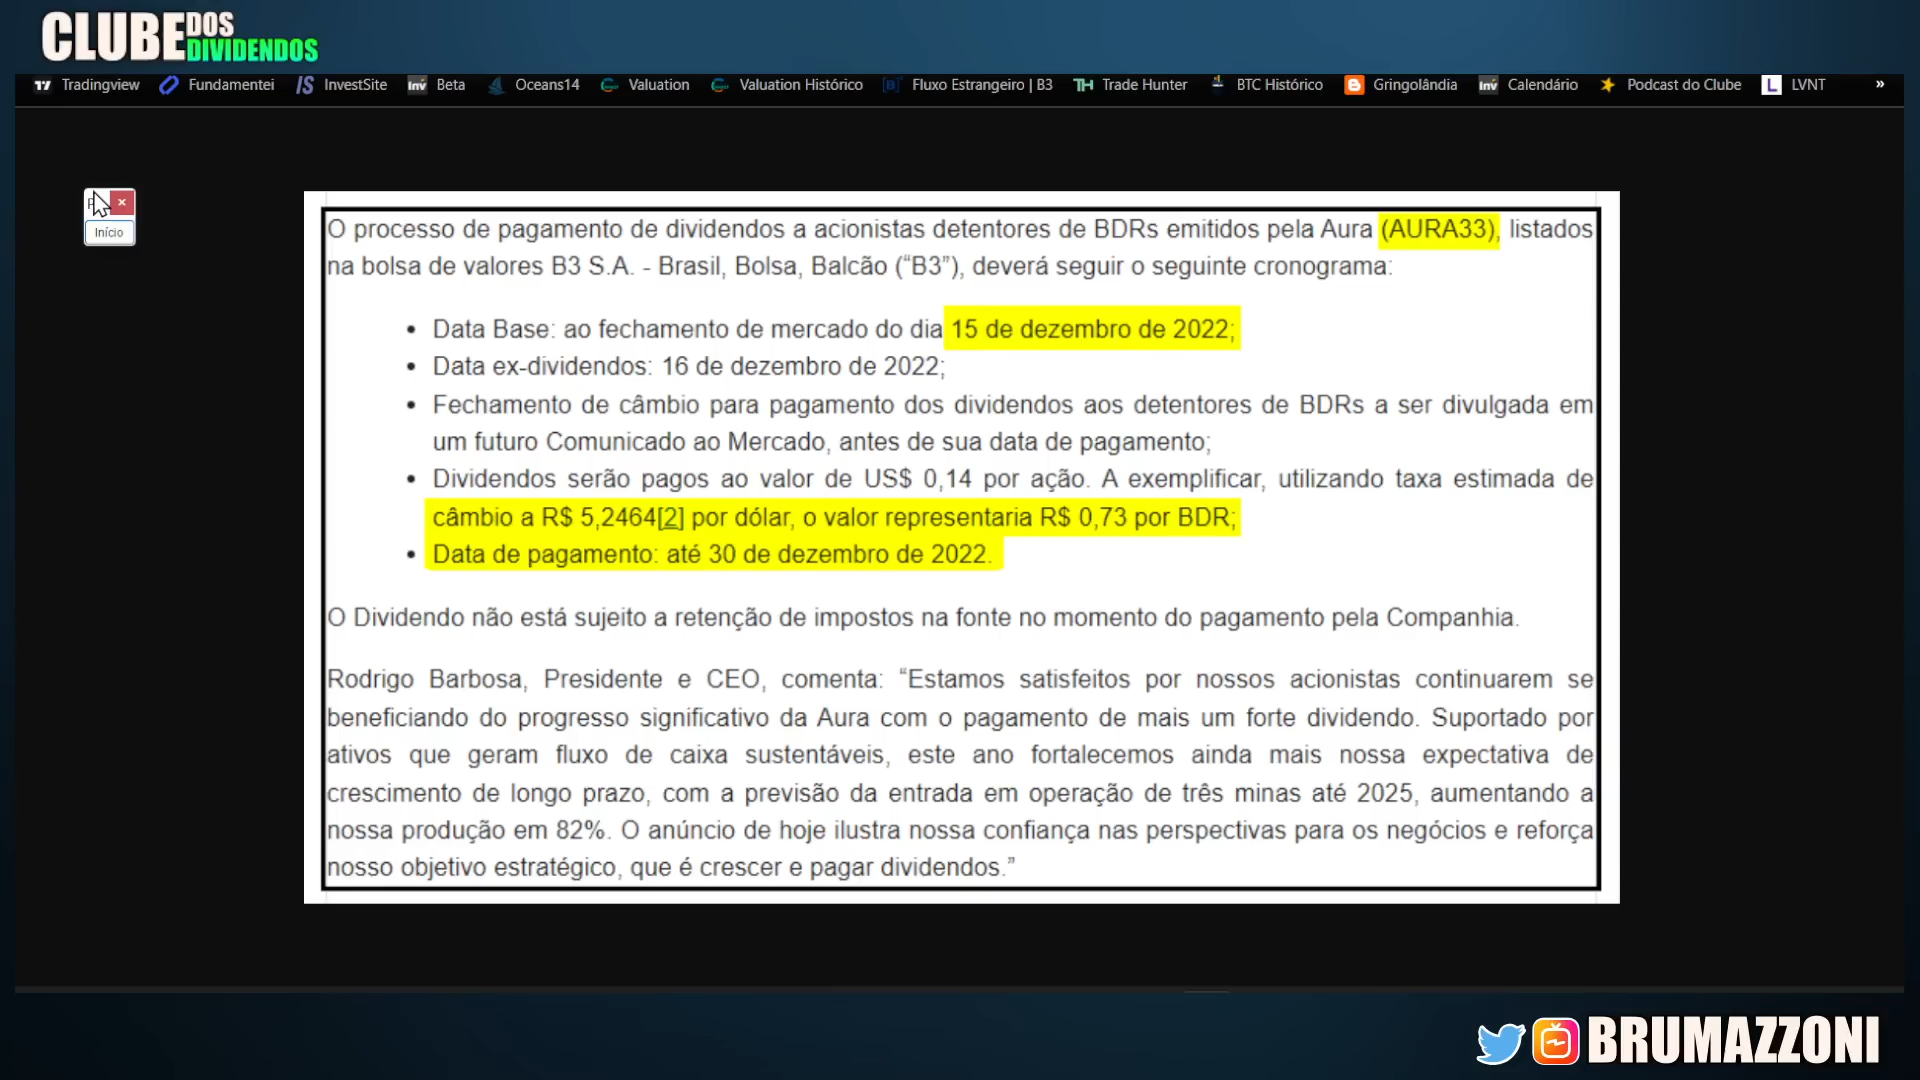 CLUBE DOS DIVIDENDOS
Tradingview Fundamentei InvestSite Beta Oceans14 Valuation Valuation Histórico Fluxo Estrangeiro | B3 Trade Hunter BTC Histórico Gringolândia Calendário Podcast do Clube LVNT »
Início
O processo de pagamento de dividendos a acionistas detentores de BDRs emitidos pela Aura (AURA33), listados
na bolsa de valores B3 S.A. - Brasil, Bolsa, Balcão (“B3”), deverá seguir o seguinte cronograma:
• Data Base: ao fechamento de mercado do dia 15 de dezembro de 2022;
• Data ex-dividendos: 16 de dezembro de 2022;
• Fechamento de câmbio para pagamento dos dividendos aos detentores de BDRs a ser divulgada em
um futuro Comunicado ao Mercado, antes de sua data de pagamento;
• Dividendos serão pagos ao valor de US$ 0,14 por ação. A exemplificar, utilizando taxa estimada de
câmbio a R$ 5,2464[2] por dólar, o valor representaria R$ 0,73 por BDR;
• Data de pagamento: até 30 de dezembro de 2022.
O Dividendo não está sujeito a retenção de impostos na fonte no momento do pagamento pela Companhia.
Rodrigo Barbosa, Presidente e CEO, comenta: “Estamos satisfeitos por nossos acionistas continuarem se
beneficiando do progresso significativo da Aura com o pagamento de mais um forte dividendo. Suportado por
ativos que geram fluxo de caixa sustentáveis, este ano fortalecemos ainda mais nossa expectativa de
crescimento de longo prazo, com a previsão da entrada em operação de três minas até 2025, aumentando a
nossa produção em 82%. O anúncio de hoje ilustra nossa confiança nas perspectivas para os negócios e reforça
nosso objetivo estratégico, que é crescer e pagar dividendos.”
BRUMAZZONI